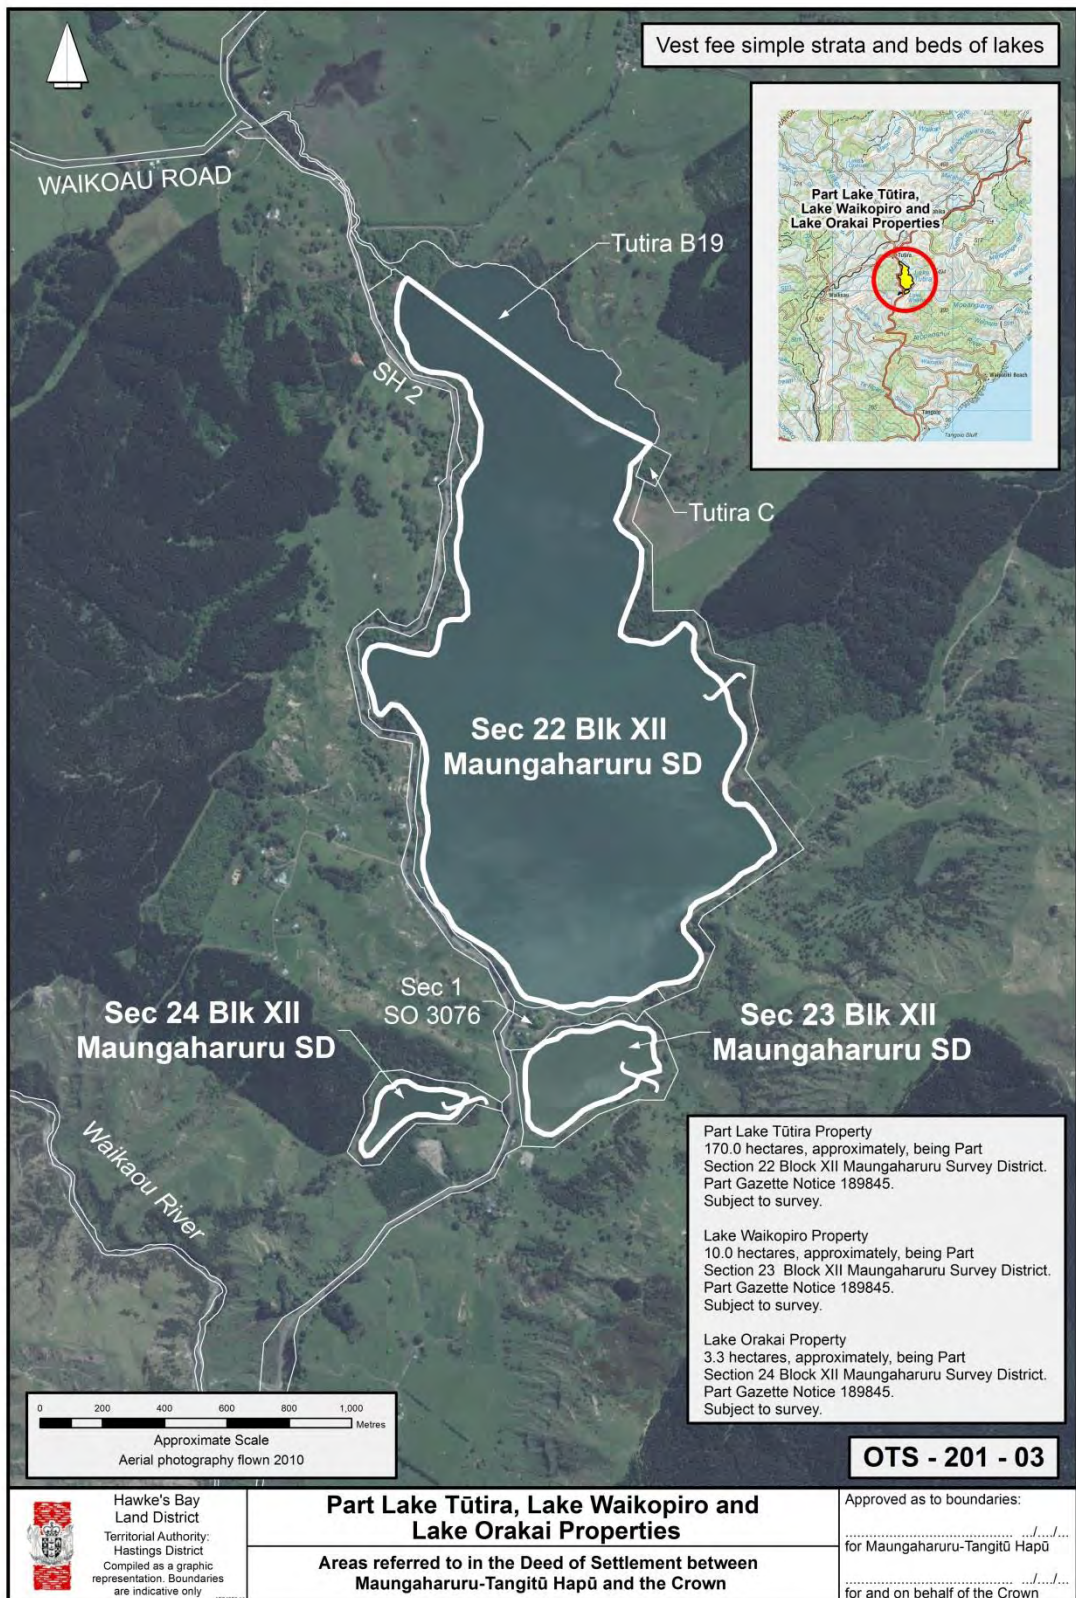 Vest fee simple strata and beds of lakes
WAIKOAU ROAD
Part Lake Tūtira,
Lake Waikopiro and
Lake Orakai Properties
Waipatiki Beach
Tangoio
Tangoio Bluff
Tutira B19
SH 2
Tutira C
Sec 22 Blk XII
Maungaharuru SD
Sec 1
SO 3076
Sec 24 Blk XII
Maungaharuru SD
Sec 23 Blk XII
Maungaharuru SD
Waikaou River
Part Lake Tūtira Property
170.0 hectares, approximately, being Part
Section 22 Block XII Maungaharuru Survey District.
Part Gazette Notice 189845.
Subject to survey.
Lake Waikopiro Property
10.0 hectares, approximately, being Part
Section 23 Block XII Maungaharuru Survey District.
Part Gazette Notice 189845.
Subject to survey.
Lake Orakai Property
3.3 hectares, approximately, being Part
Section 24 Block XII Maungaharuru Survey District.
Part Gazette Notice 189845.
Subject to survey.
0 200 400 600 800 1,000
Metres
Approximate Scale
Aerial photography flown 2010
OTS - 201 - 03
Hawke's Bay
Land District
Territorial Authority:
Hastings District
Compiled as a graphic
representation. Boundaries
are indicative only
Part Lake Tūtira, Lake Waikopiro and
Lake Orakai Properties
Areas referred to in the Deed of Settlement between
Maungaharuru-Tangitū Hapū and the Crown
Approved as to boundaries:
.................................. .../.../...
for Maungaharuru-Tangitū Hapū
.................................. .../.../...
for and on behalf of the Crown